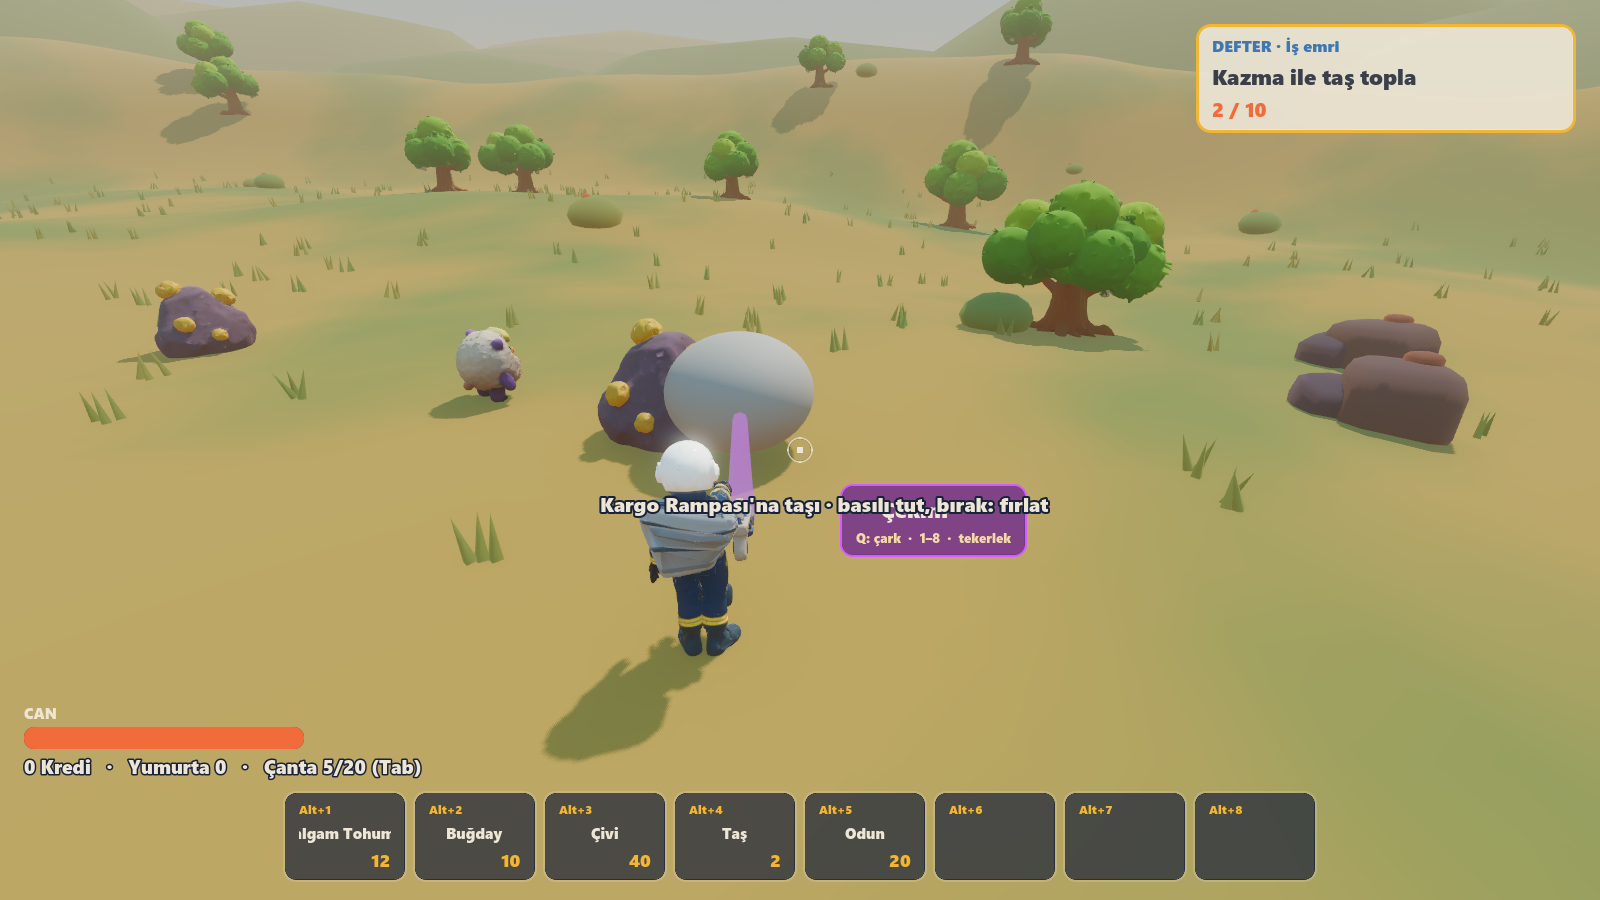 DEFTER · İş emri
Kazma ile taş topla
2 / 10
Kargo Rampası'na taşı · basılı tut, bırak: fırlat
Q: çark · 1–8 · tekerlek
CAN
0 Kredi · Yumurta 0 · Çanta 5/20 (Tab)
Alt+1
Alt+2
Alt+3
Alt+4
Alt+5
Alt+6
Alt+7
Alt+8
lgam Tohum
Buğday
Çivi
Taş
Odun
12
10
40
2
20